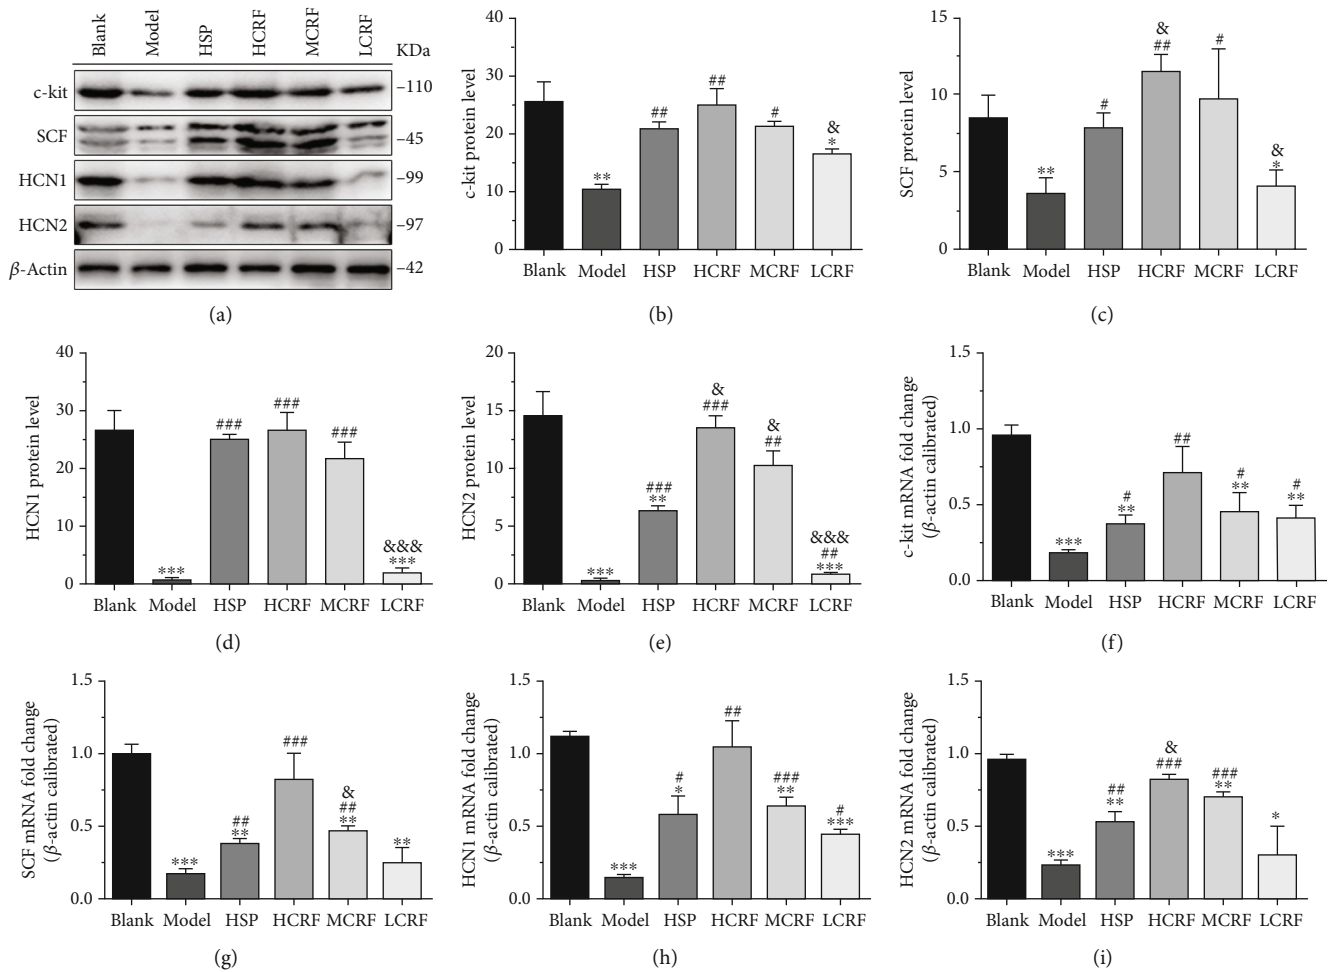 Blank Model HSP HCRF MCRF LCRF
KDa
c-kit –110
SCF –45
HCN1 –99
HCN2 –97
β-Actin –42
(a)
c-kit protein level
40
30
20
10
0
** ## ## # & *
Blank Model HSP HCRF MCRF LCRF
(b)
SCF protein level
15
10
5
0
** # & ## # & *
Blank Model HSP HCRF MCRF LCRF
(c)
HCN1 protein level
40
30
20
10
0
*** ### ### ### &&& ***
Blank Model HSP HCRF MCRF LCRF
(d)
HCN2 protein level
20
15
10
5
0
*** ### ** & ### & ## &&& ## ***
Blank Model HSP HCRF MCRF LCRF
(e)
c-kit mRNA fold change
(β-actin calibrated)
1.5
1.0
0.5
0.0
*** # ** ## # ** # **
Blank Model HSP HCRF MCRF LCRF
(f)
SCF mRNA fold change
(β-actin calibrated)
1.5
1.0
0.5
0.0
*** ## ** ### & ## ** **
Blank Model HSP HCRF MCRF LCRF
(g)
HCN1 mRNA fold change
(β-actin calibrated)
1.5
1.0
0.5
0.0
*** # * ## ### ** # ***
Blank Model HSP HCRF MCRF LCRF
(h)
HCN2 mRNA fold change
(β-actin calibrated)
1.5
1.0
0.5
0.0
*** ## ** & ### ### ** *
Blank Model HSP HCRF MCRF LCRF
(i)